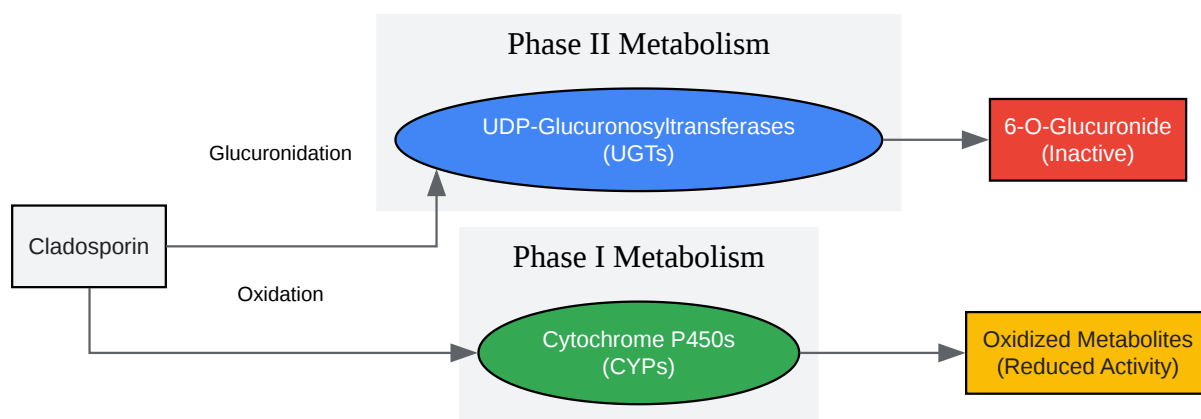 Phase II Metabolism
UDP-Glucuronosyltransferases
(UGTs)
6-O-Glucuronide
(Inactive)
Glucuronidation
Cladosporin
Oxidation
Phase I Metabolism
Cytochrome P450s
(CYPs)
Oxidized Metabolites
(Reduced Activity)